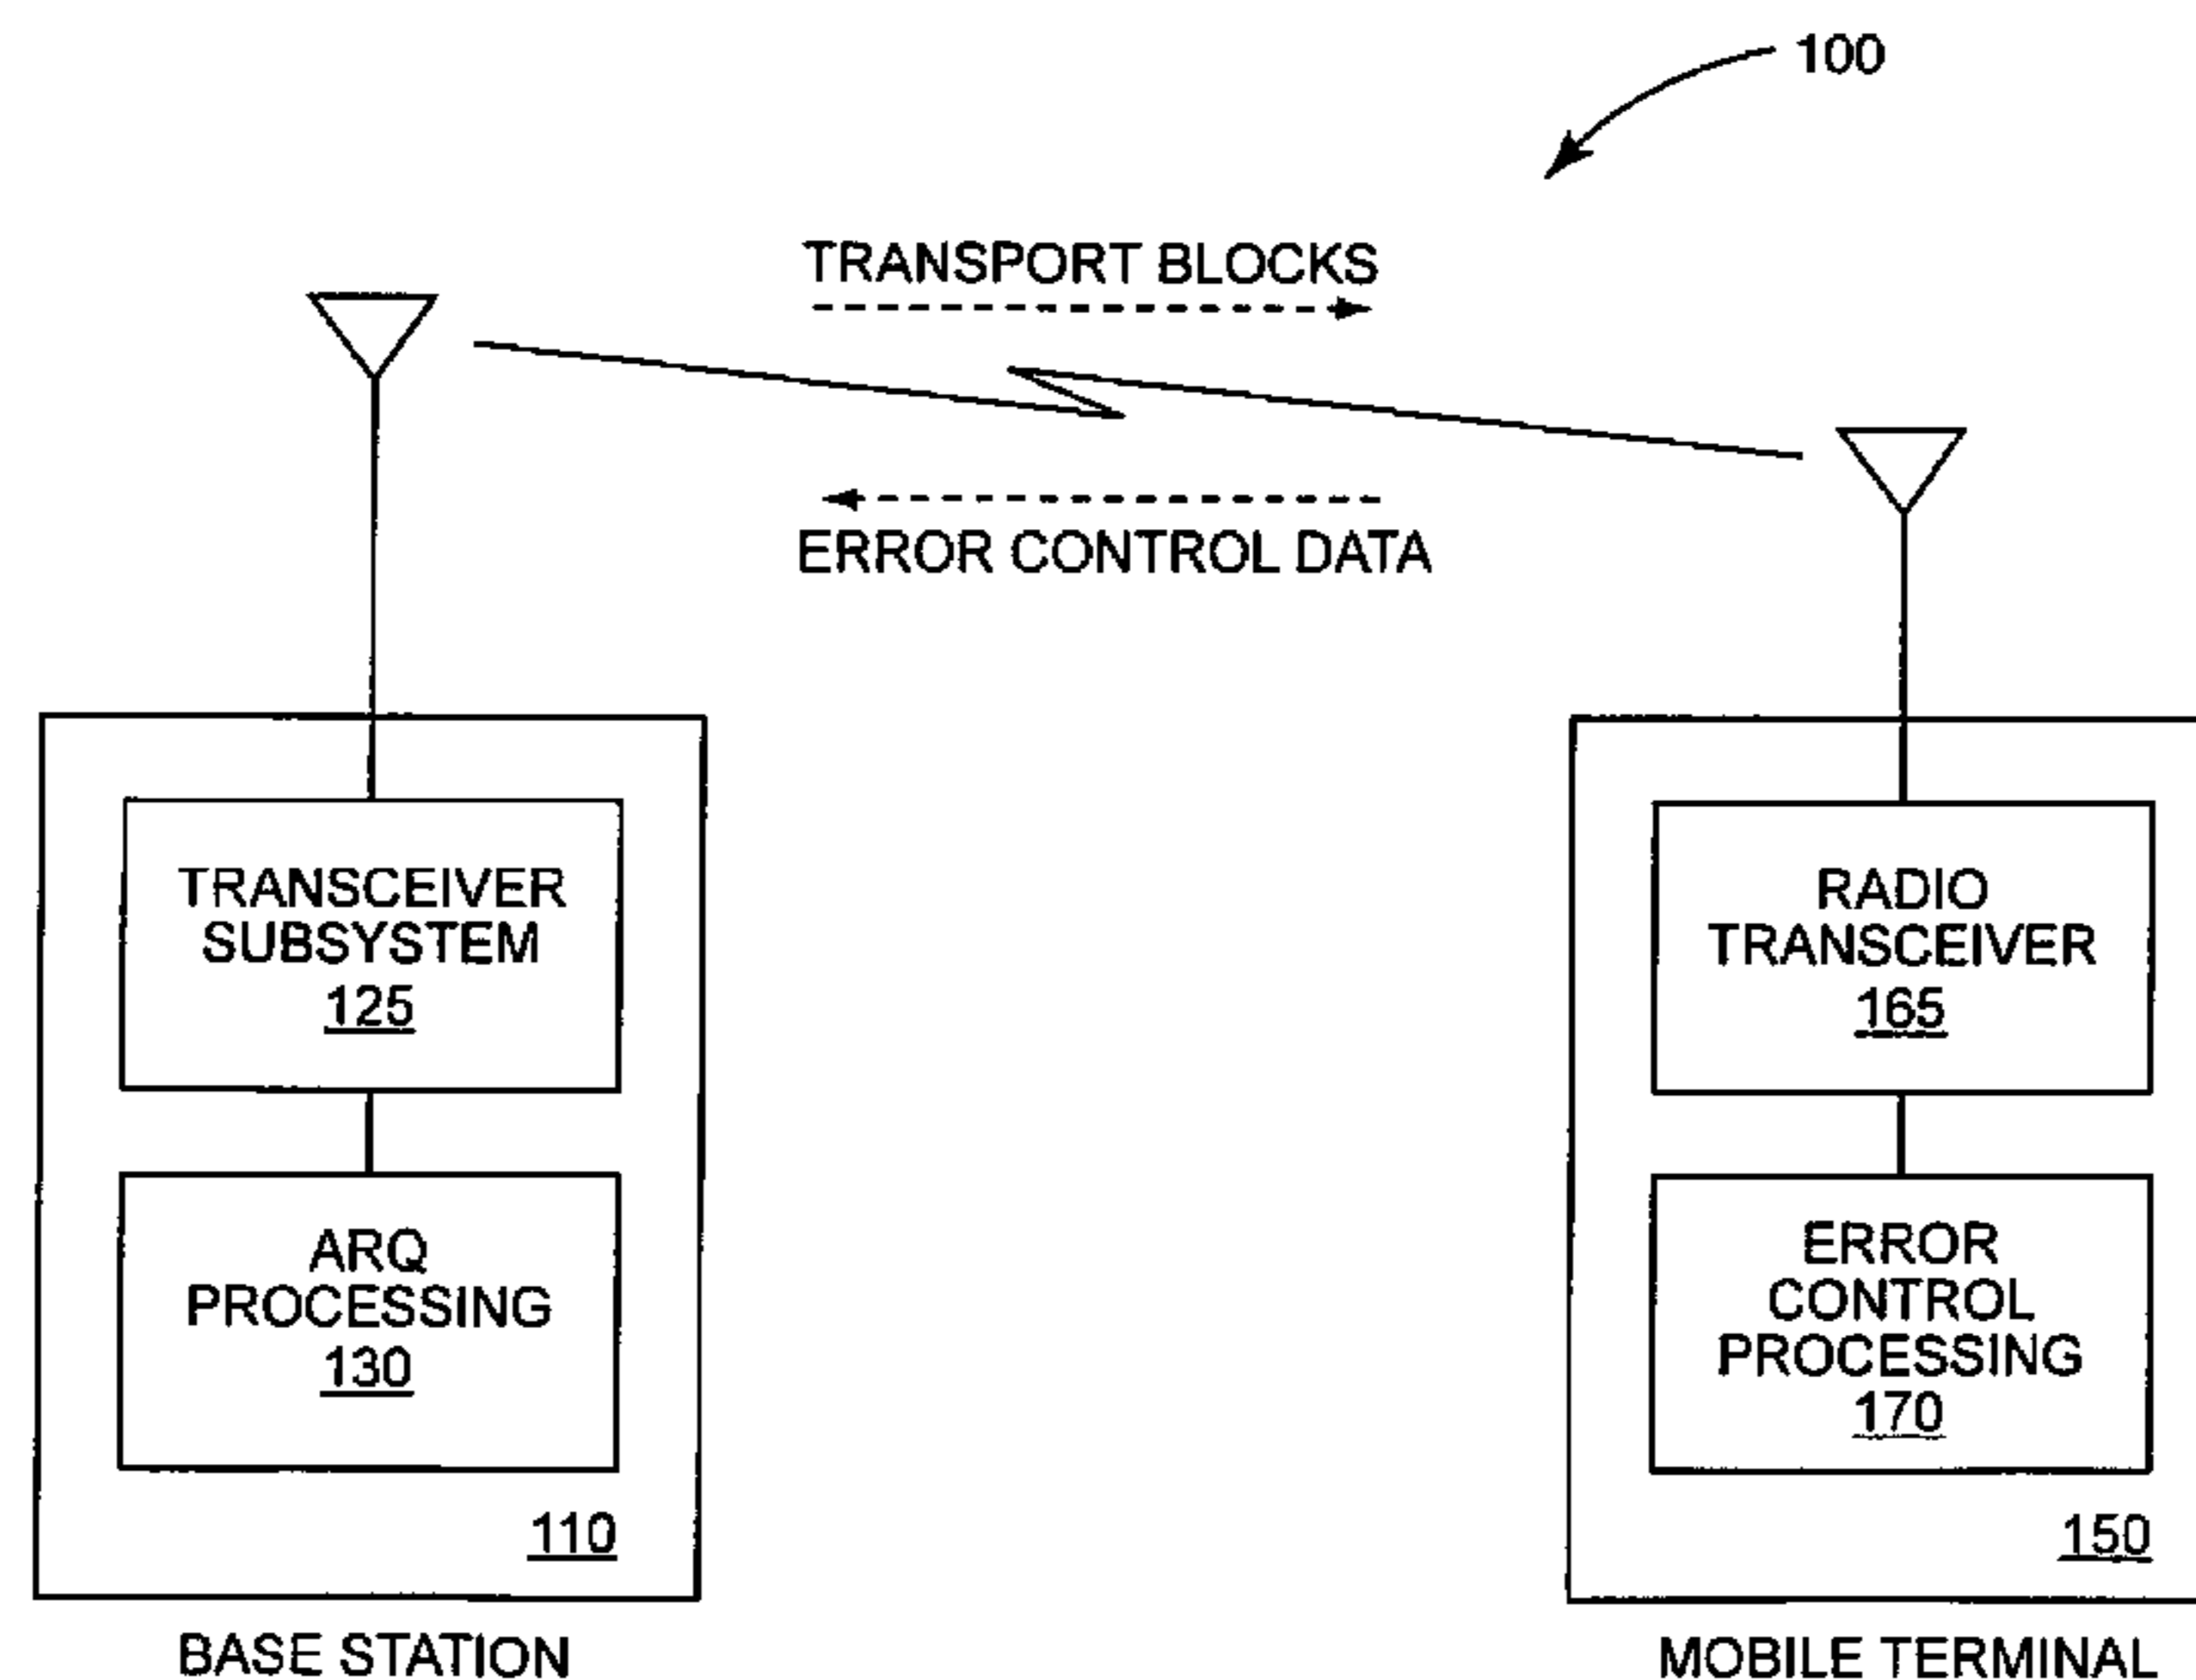 100
TRANSPORT BLOCKS
ERROR CONTROL DATA
TRANSCEIVER
SUBSYSTEM
125
ARQ
PROCESSING
130
110
BASE STATION
RADIO
TRANSCEIVER
165
ERROR
CONTROL
PROCESSING
170
150
MOBILE TERMINAL